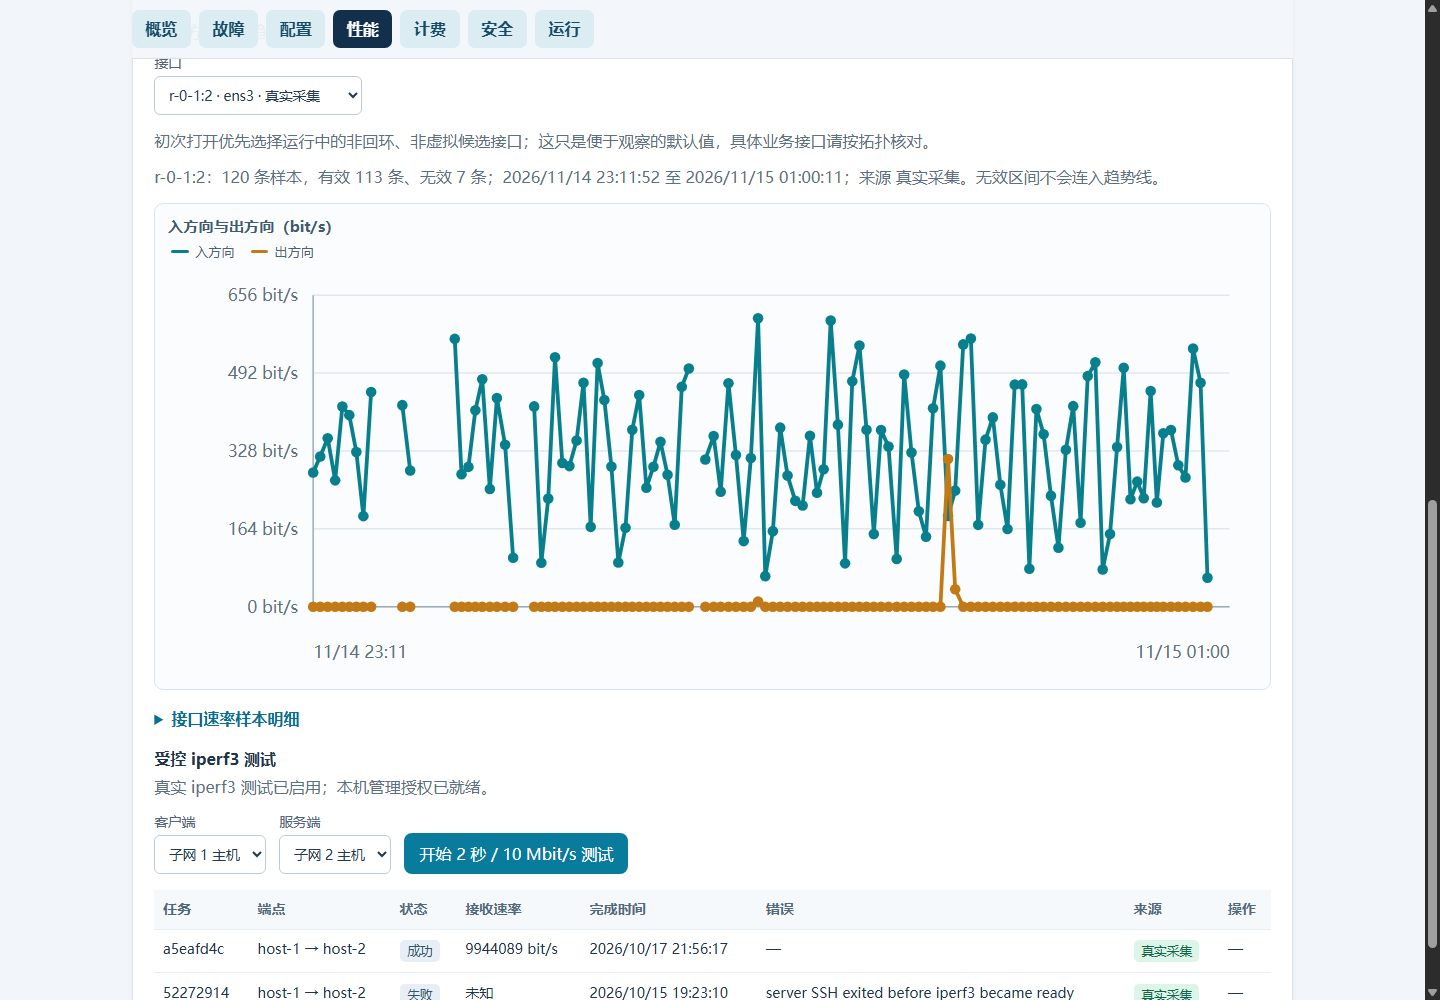 概览 故障 配置 性能 计费 安全 运行
接口
r-0-1:2 · ens3 · 真实采集
初次打开优先选择运行中的非回环、非虚拟候选接口；这只是便于观察的默认值，具体业务接口请按拓扑核对。
r-0-1:2：120 条样本，有效 113 条、无效 7 条；2026/11/14 23:11:52 至 2026/11/15 01:00:11；来源 真实采集。无效区间不会连入趋势线。
入方向与出方向（bit/s）
入方向 出方向
656 bit/s
492 bit/s
328 bit/s
164 bit/s
0 bit/s
11/14 23:11 11/15 01:00
接口速率样本明细
受控 iperf3 测试
真实 iperf3 测试已启用；本机管理授权已就绪。
客户端 服务端
子网 1 主机 子网 2 主机 开始 2 秒 / 10 Mbit/s 测试
任务 端点 状态 接收速率 完成时间 错误 来源 操作
a5eafd4c host-1 → host-2 成功 9944089 bit/s 2026/10/17 21:56:17 — 真实采集 —
52272914 host-1 → host-2 失败 未知 2026/10/15 19:23:10 server SSH exited before iperf3 became ready 真实采集 —